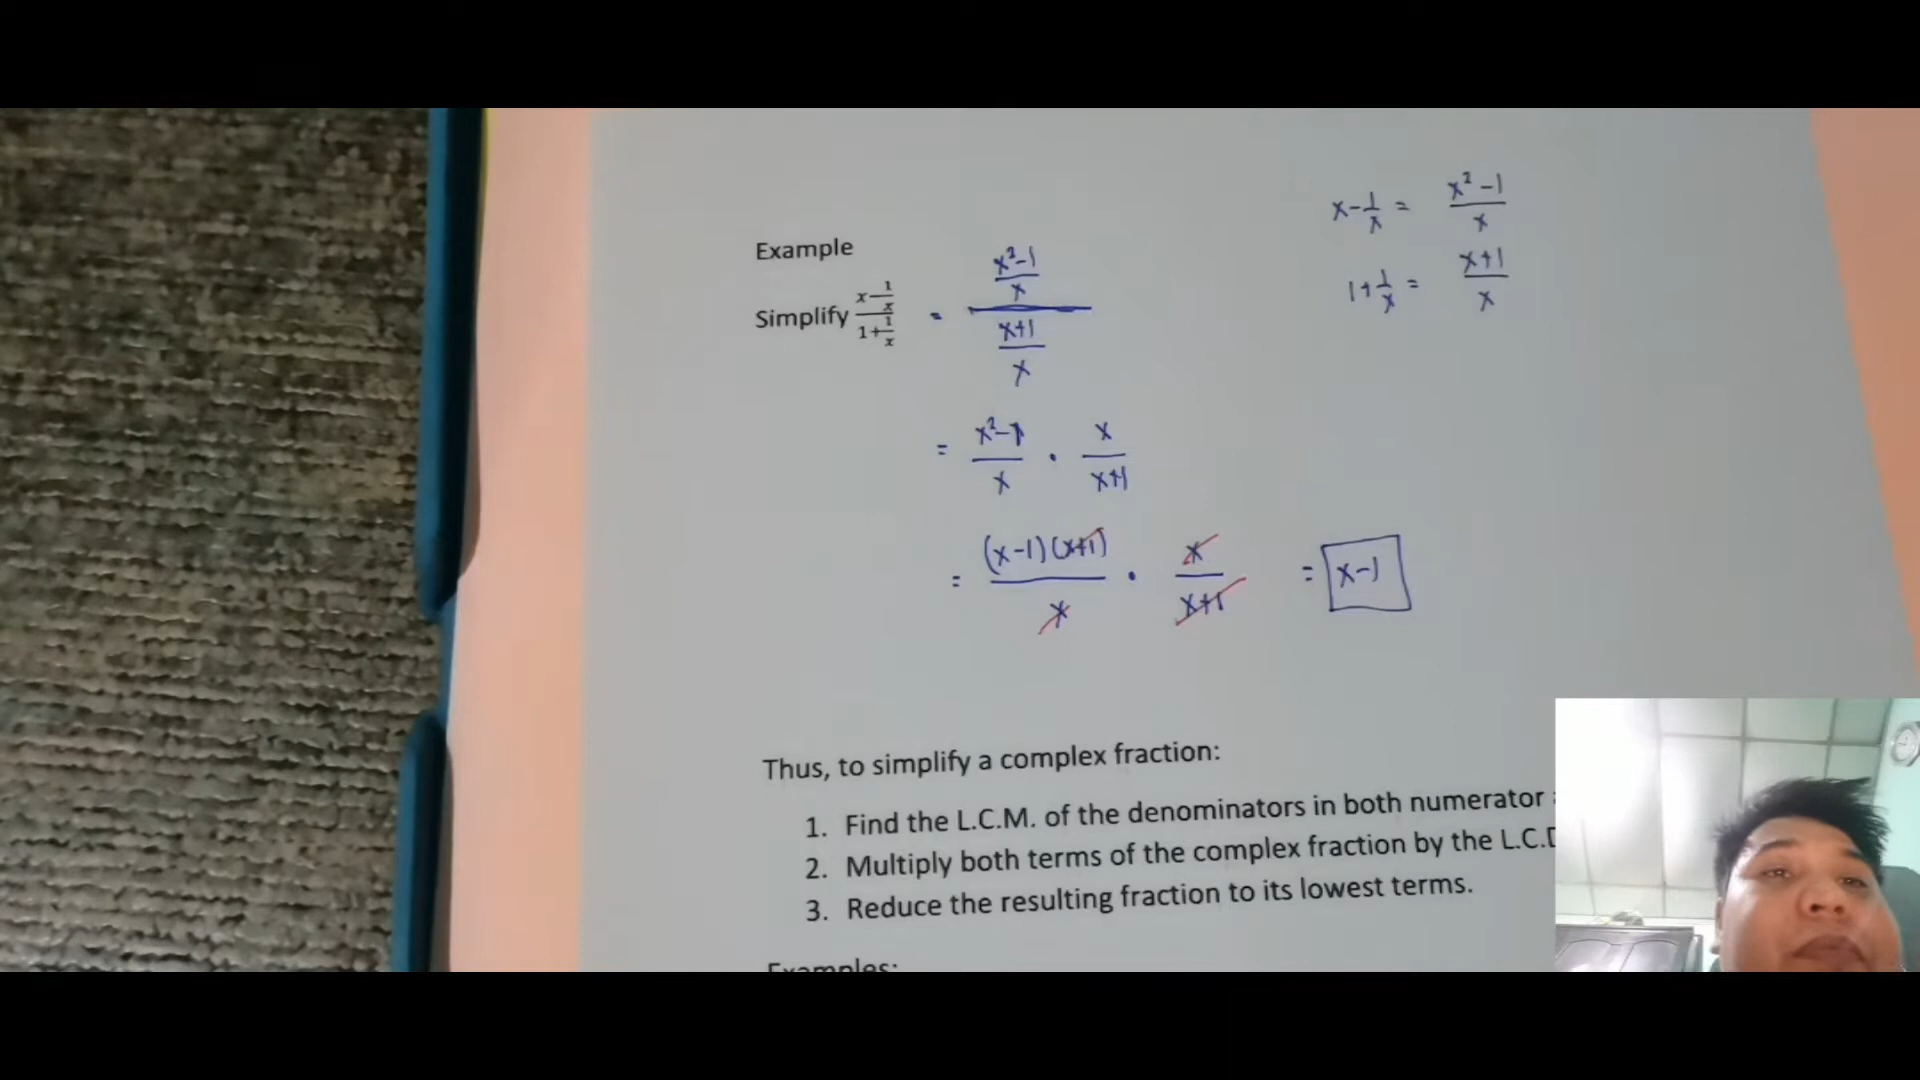 Example
Simplify (x - 1/x)/(1 + 1/x) = ((x² - 1)/x)/((x+1)/x)
x - 1/x = (x² - 1)/x
1 + 1/x = (x+1)/x
= (x² - 1)/x · x/(x+1)
= (x-1)(x+1)/x · x/(x+1) = x-1
Thus, to simplify a complex fraction:
1. Find the L.C.M. of the denominators in both numerator
2. Multiply both terms of the complex fraction by the L.C.D
3. Reduce the resulting fraction to its lowest terms.
Examples: